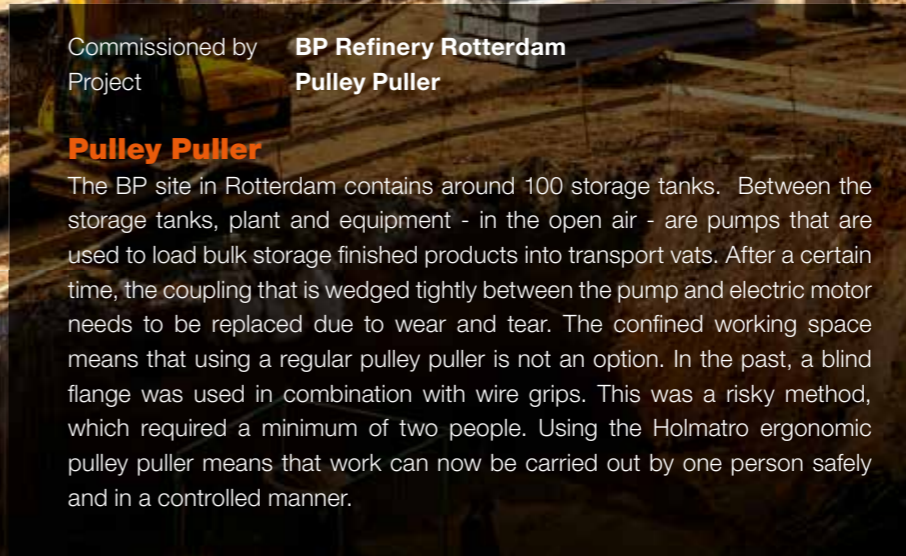 Commissioned by BP Refinery Rotterdam
Project Pulley Puller
Pulley Puller
The BP site in Rotterdam contains around 100 storage tanks.  Between the
storage tanks, plant and equipment - in the open air - are pumps that are
used to load bulk storage finished products into transport vats. After a certain
time, the coupling that is wedged tightly between the pump and electric motor
needs to be replaced due to wear and tear. The confined working space
means that using a regular pulley puller is not an option. In the past, a blind
flange was used in combination with wire grips. This was a risky method,
which required a minimum of two people. Using the Holmatro ergonomic
pulley puller means that work can now be carried out by one person safely
and in a controlled manner.